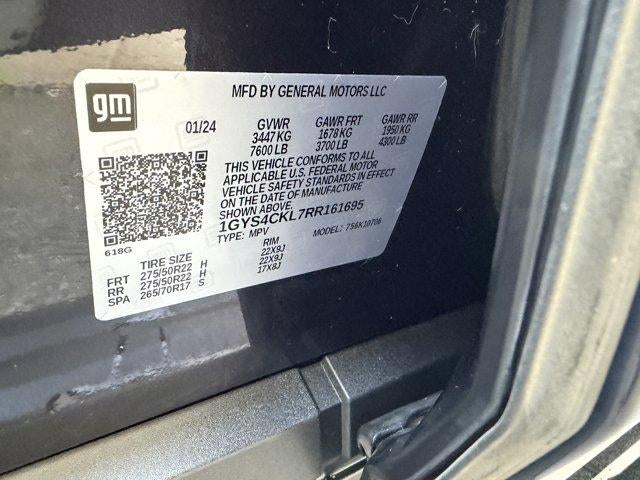 gm
MFD BY GENERAL MOTORS LLC
01/24 GVWR GAWR FRT GAWR RR
3447 KG 1678 KG 1950 KG
7600 LB 3700 LB 4300 LB
THIS VEHICLE CONFORMS TO ALL
APPLICABLE U.S. FEDERAL MOTOR
VEHICLE SAFETY STANDARDS IN EFFECT
ON THE DATE OF MANUFACTURE
SHOWN ABOVE.
1GYS4CKL7RR161695
TYPE: MPV MODEL: 756K10706
618G
TIRE SIZE RIM
FRT 275/50R22 H 22X9J
RR 275/50R22 H 22X9J
SPA 265/70R17 S 17X8J